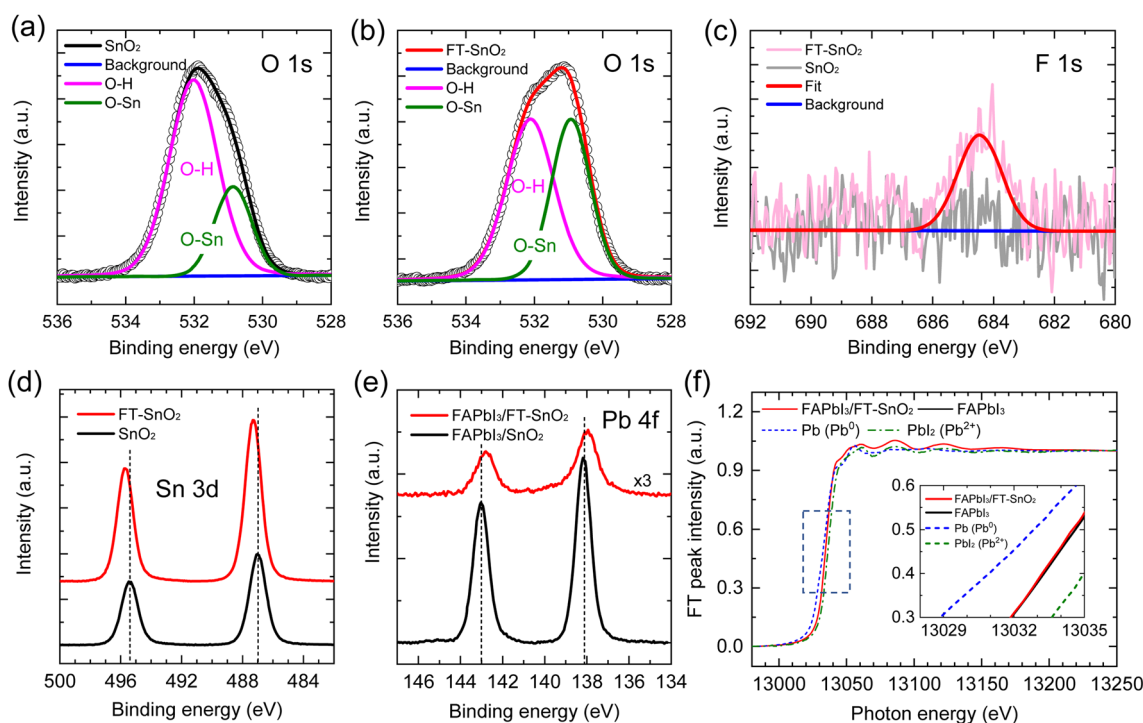 (a)
SnO₂
Background
O-H
O-Sn
O 1s
O-H
O-Sn
Intensity (a.u.)
536 534 532 530 528
Binding energy (eV)
(b)
FT-SnO₂
Background
O-H
O-Sn
O 1s
O-H
O-Sn
Intensity (a.u.)
536 534 532 530 528
Binding energy (eV)
(c)
FT-SnO₂
SnO₂
Fit
Background
F 1s
Intensity (a.u.)
692 690 688 686 684 682 680
Binding energy (eV)
(d)
FT-SnO₂
SnO₂
Sn 3d
Intensity (a.u.)
500 496 492 488 484
Binding energy (eV)
(e)
FAPbI₃/FT-SnO₂
FAPbI₃/SnO₂
Pb 4f
x3
Intensity (a.u.)
146 144 142 140 138 136 134
Binding energy (eV)
(f)
FAPbI₃/FT-SnO₂ FAPbI₃
Pb (Pb⁰) PbI₂ (Pb²⁺)
FT peak intensity (a.u.)
1.2
0.9
0.6
0.3
0.0
FAPbI₃/FT-SnO₂
FAPbI₃
Pb (Pb⁰)
PbI₂ (Pb²⁺)
0.6
0.5
0.4
0.3
13029 13032 13035
13000 13050 13100 13150 13200 13250
Photon energy (eV)